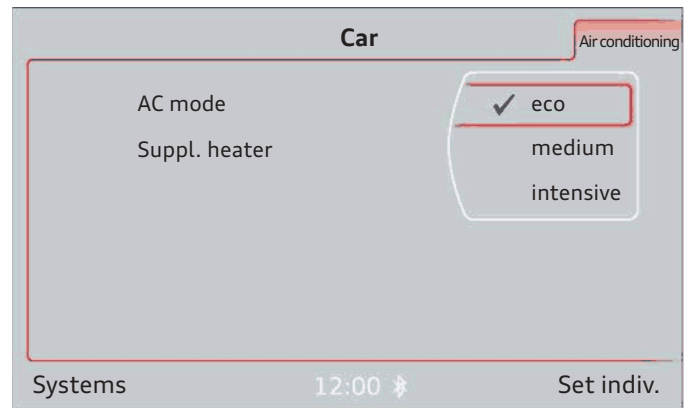 Car
Air conditioning
AC mode
eco
Suppl. heater
medium
intensive
Systems
12:00
Set indiv.